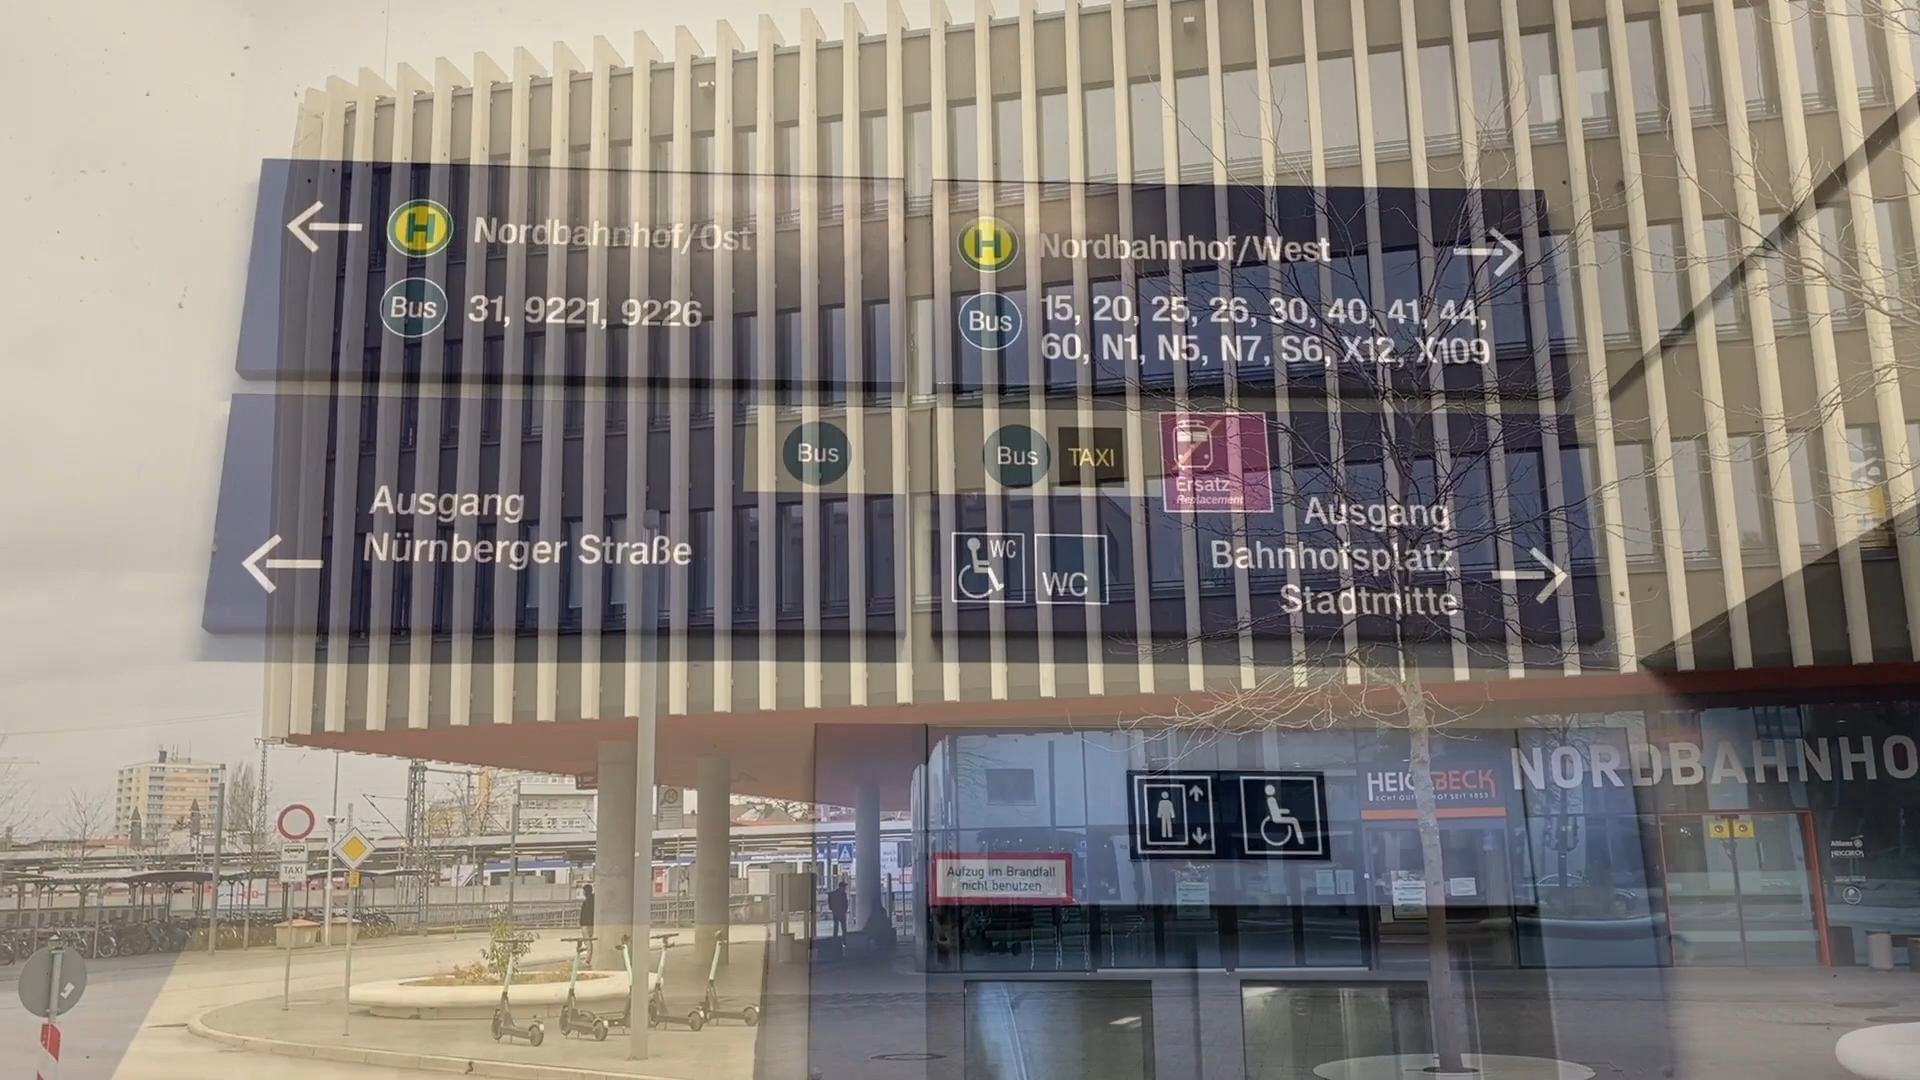 H Nordbahnhof/Ost
Bus 31, 9221, 9226
H Nordbahnhof/West
Bus 15, 20, 25, 26, 30, 40, 41, 44,
60, N1, N5, N7, S6, X12, X109
Bus
Ausgang
Nürnberger Straße
Bus TAXI
Ersatz
Replacement
WC
WC
Ausgang
Bahnhofsplatz
Stadtmitte
NORDBAHNHO
Aufzug im Brandfall
nicht benutzen
TAXI